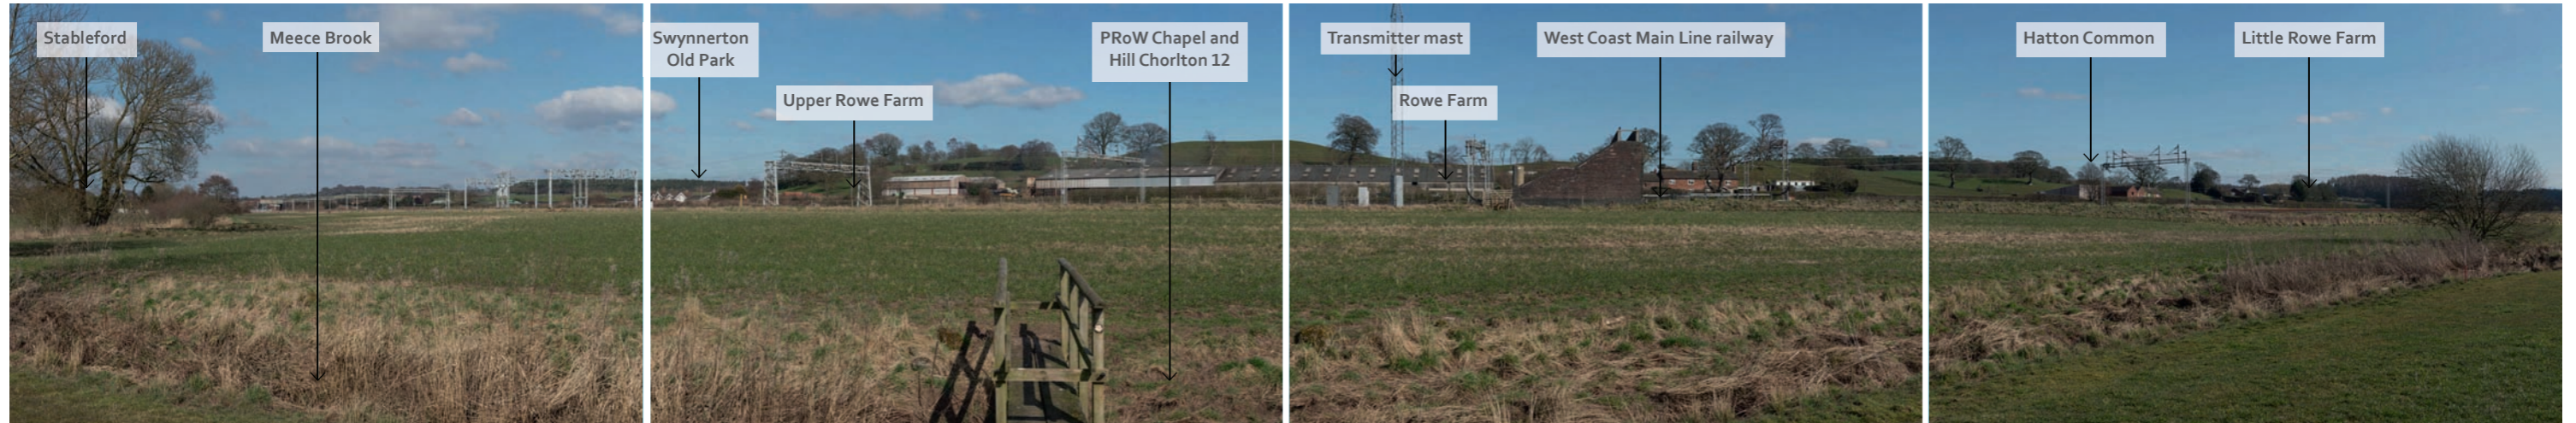 Stableford
Meece Brook
Swynnerton
Old Park
Upper Rowe Farm
PRoW Chapel and
Hill Chorlton 12
Transmitter mast
Rowe Farm
West Coast Main Line railway
Hatton Common
Little Rowe Farm